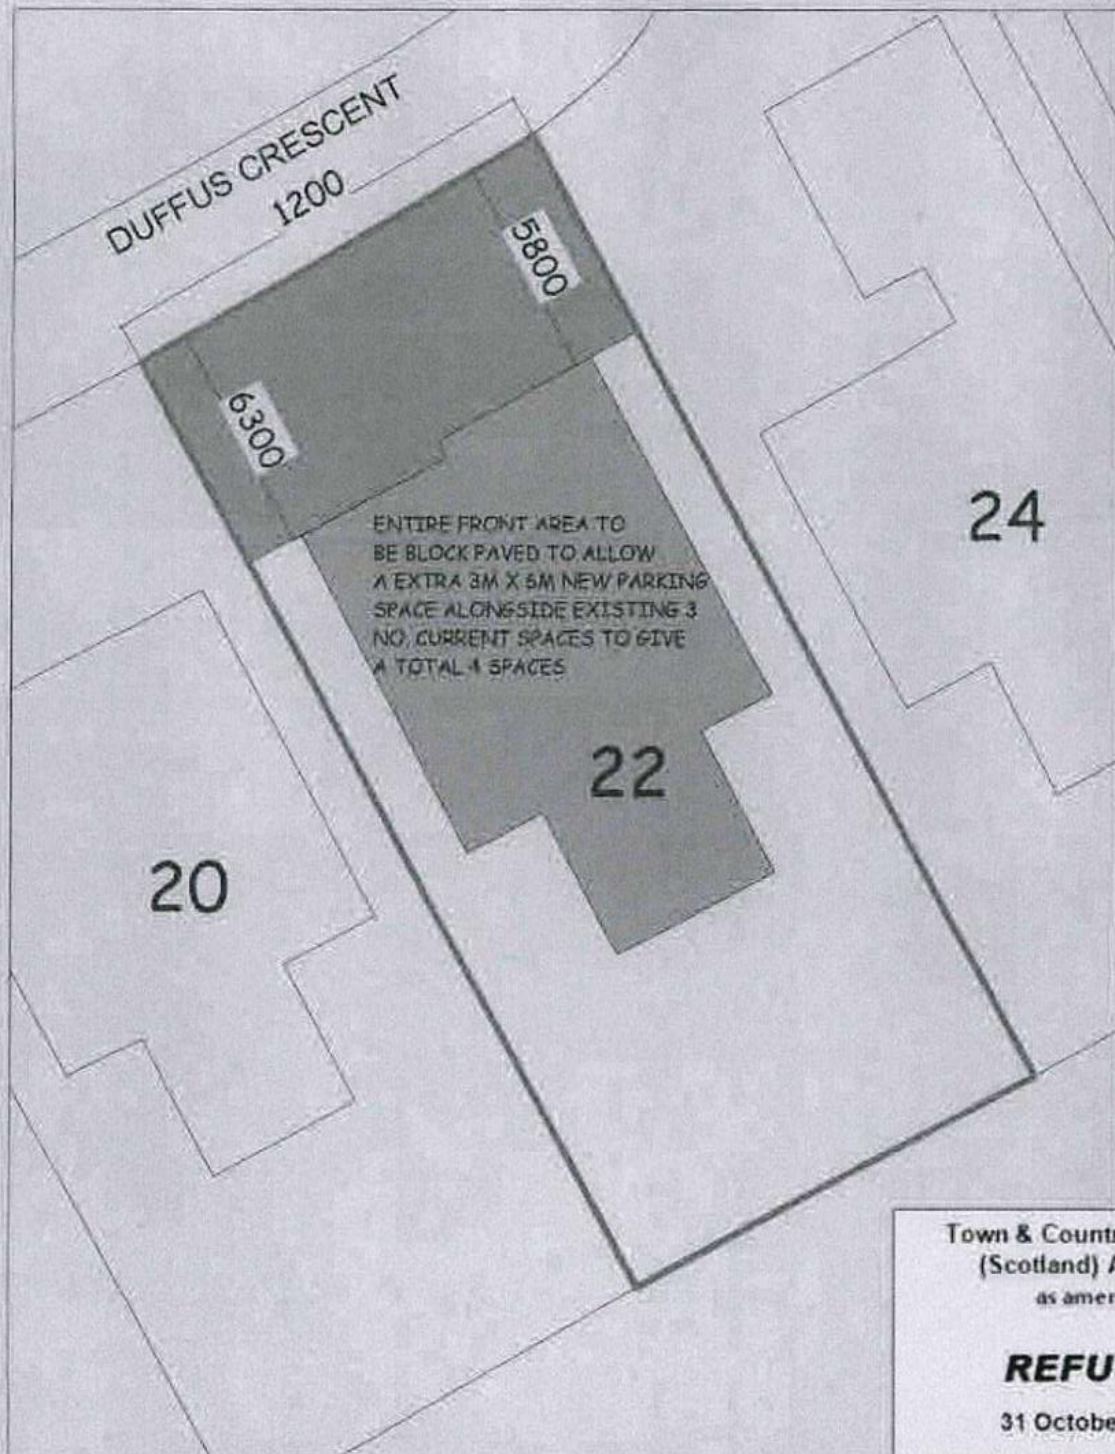 DUFFUS CRESCENT
1200
5800
6300
ENTIRE FRONT AREA TO
BE BLOCK PAVED TO ALLOW
A EXTRA 3M X 5M NEW PARKING
SPACE ALONGSIDE EXISTING 3
NO. CURRENT SPACES TO GIVE
A TOTAL 4 SPACES
24
22
20
Town & Count
(Scotland) A
as amen
REFU
31 Octobe